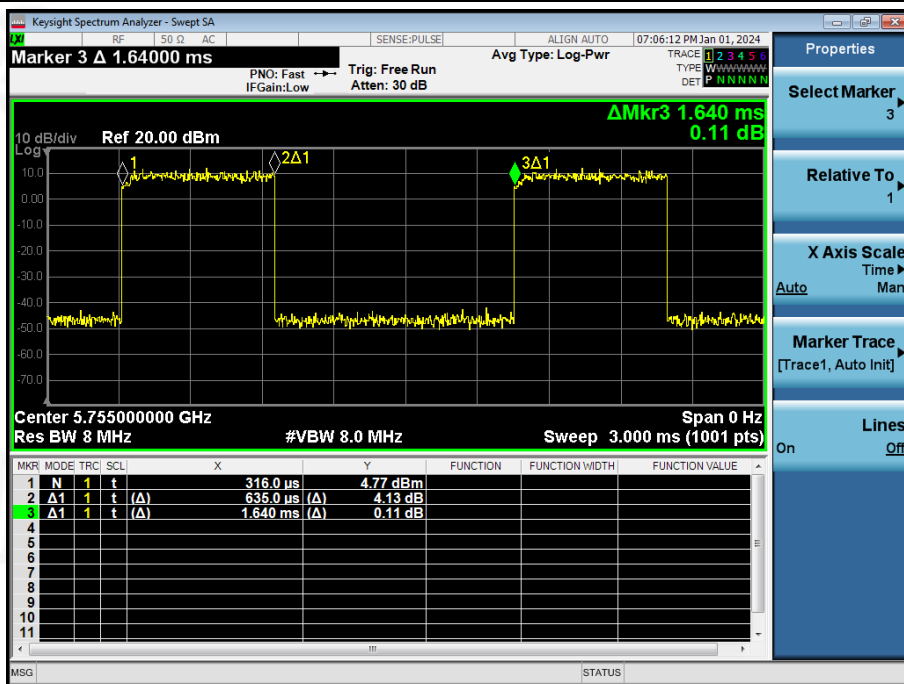 Keysight Spectrum Analyzer - Swept SA
LXI RF 50 Ω AC SENSE:PULSE ALIGN AUTO 07:06:12 PM Jan 01, 2024
Marker 3 Δ 1.64000 ms
PNO: Fast
IFGain:Low
Trig: Free Run
Atten: 30 dB
Avg Type: Log-Pwr
TRACE 1 2 3 4 5 6
TYPE WWWWWW
DET P N N N N N
ΔMkr3 1.640 ms
0.11 dB
10 dB/div Ref 20.00 dBm
Log
1
2Δ1
3Δ1
10.0
0.00
-10.0
-20.0
-30.0
-40.0
-50.0
-60.0
-70.0
Center 5.755000000 GHz Span 0 Hz
Res BW 8 MHz #VBW 8.0 MHz Sweep 3.000 ms (1001 pts)
MKR MODE TRC SCL X Y FUNCTION FUNCTION WIDTH FUNCTION VALUE
1 N 1 t 316.0 µs 4.77 dBm
2 Δ1 1 t (Δ) 635.0 µs (Δ) 4.13 dB
3 Δ1 1 t (Δ) 1.640 ms (Δ) 0.11 dB
4
5
6
7
8
9
10
11
MSG STATUS
Properties
Select Marker
3
Relative To
1
X Axis Scale
Time
Auto Man
Marker Trace
[Trace1, Auto Init]
Lines
On Off